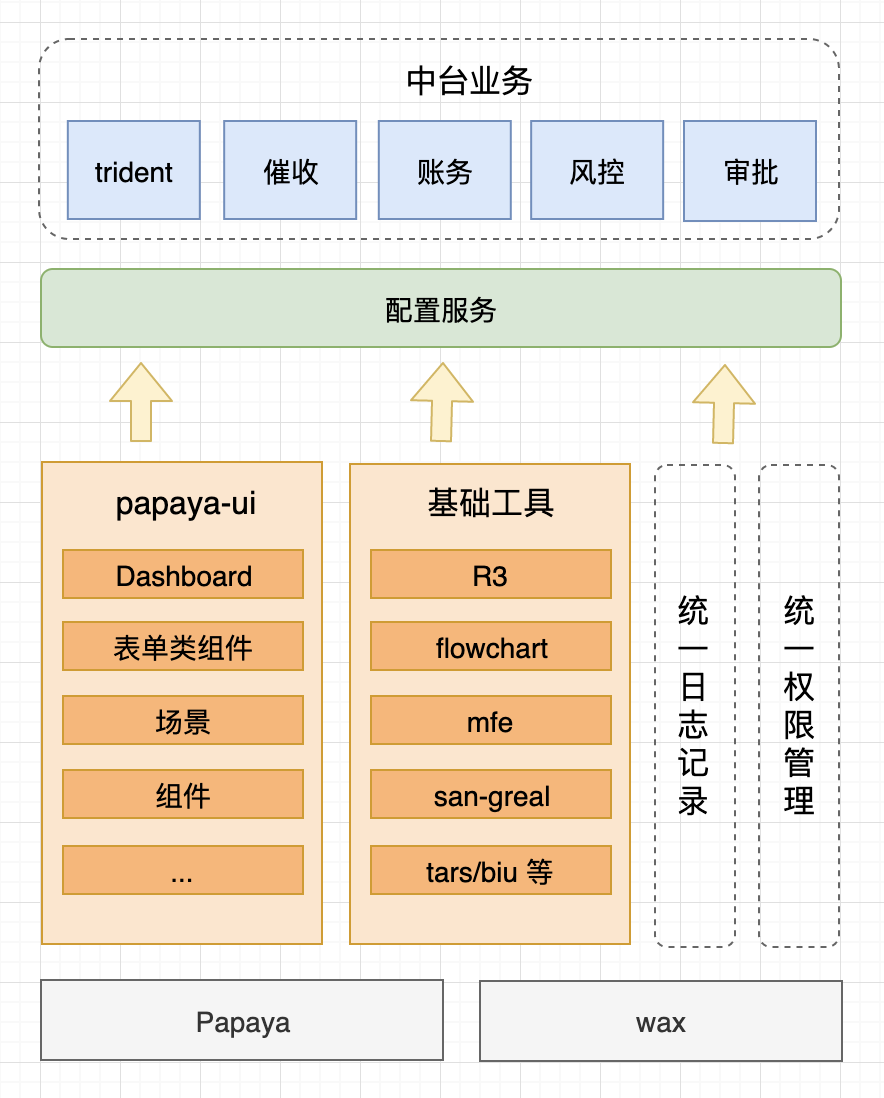 中台业务
trident
催收
账务
风控
审批
配置服务
papaya-ui
Dashboard
表单类组件
场景
组件
...
基础工具
R3
flowchart
mfe
san-greal
tars/biu 等
统一日志记录
统一权限管理
Papaya
wax